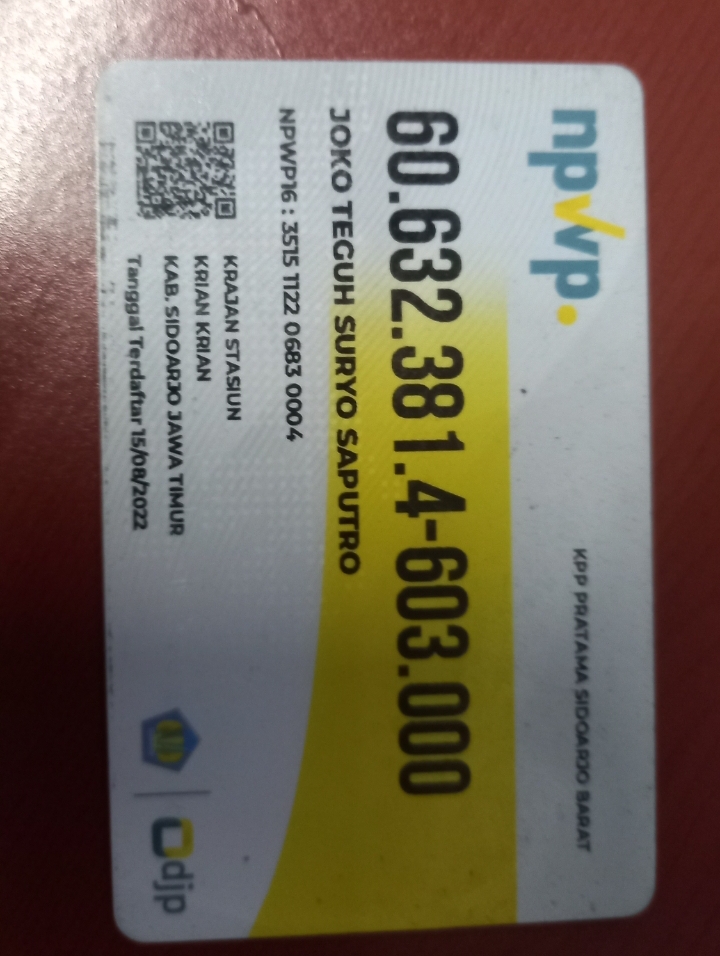 npwp.
KPP PRATAMA SIDOARJO BARAT
60.632.381.4-603.000
JOKO TEGUH SURYO SAPUTRO
NPWP16 : 3515 1122 0683 0004
KRAJAN STASIUN
KRIAN KRIAN
KAB. SIDOARJO JAWA TIMUR
Tanggal Terdaftar 15/08/2022
djp